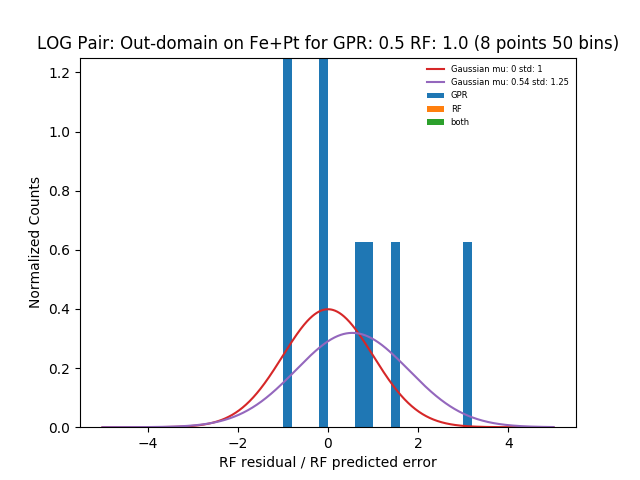 LOG Pair: Out-domain on Fe+Pt for GPR: 0.5 RF: 1.0 (8 points 50 bins)
Gaussian mu: 0 std: 1
Gaussian mu: 0.54 std: 1.25
GPR
RF
both
Normalized Counts
1.2
1.0
0.8
0.6
0.4
0.2
0.0
−4
−2
0
2
4
RF residual / RF predicted error